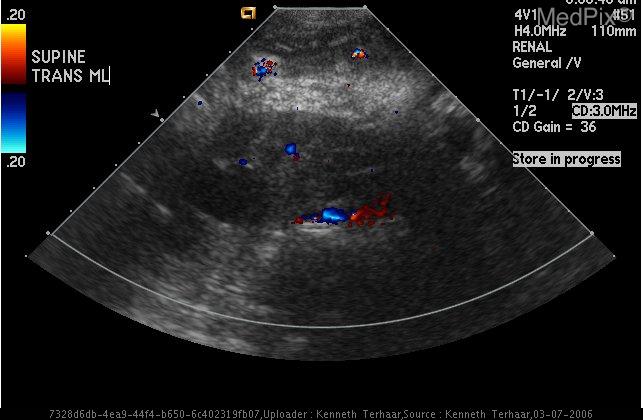 .20
SUPINE
TRANS ML
.20
4V1 #51
H4.0MHz 110mm
RENAL
General /V
T1/-1/ 2/V:3
1/2 CD:3.0MHz
CD Gain = 36
Store in progress
MedPix®
7328d6db-4ea9-44f4-b650-6c402319fb07,Uploader : Kenneth Terhaar,Source : Kenneth Terhaar,03-07-2006